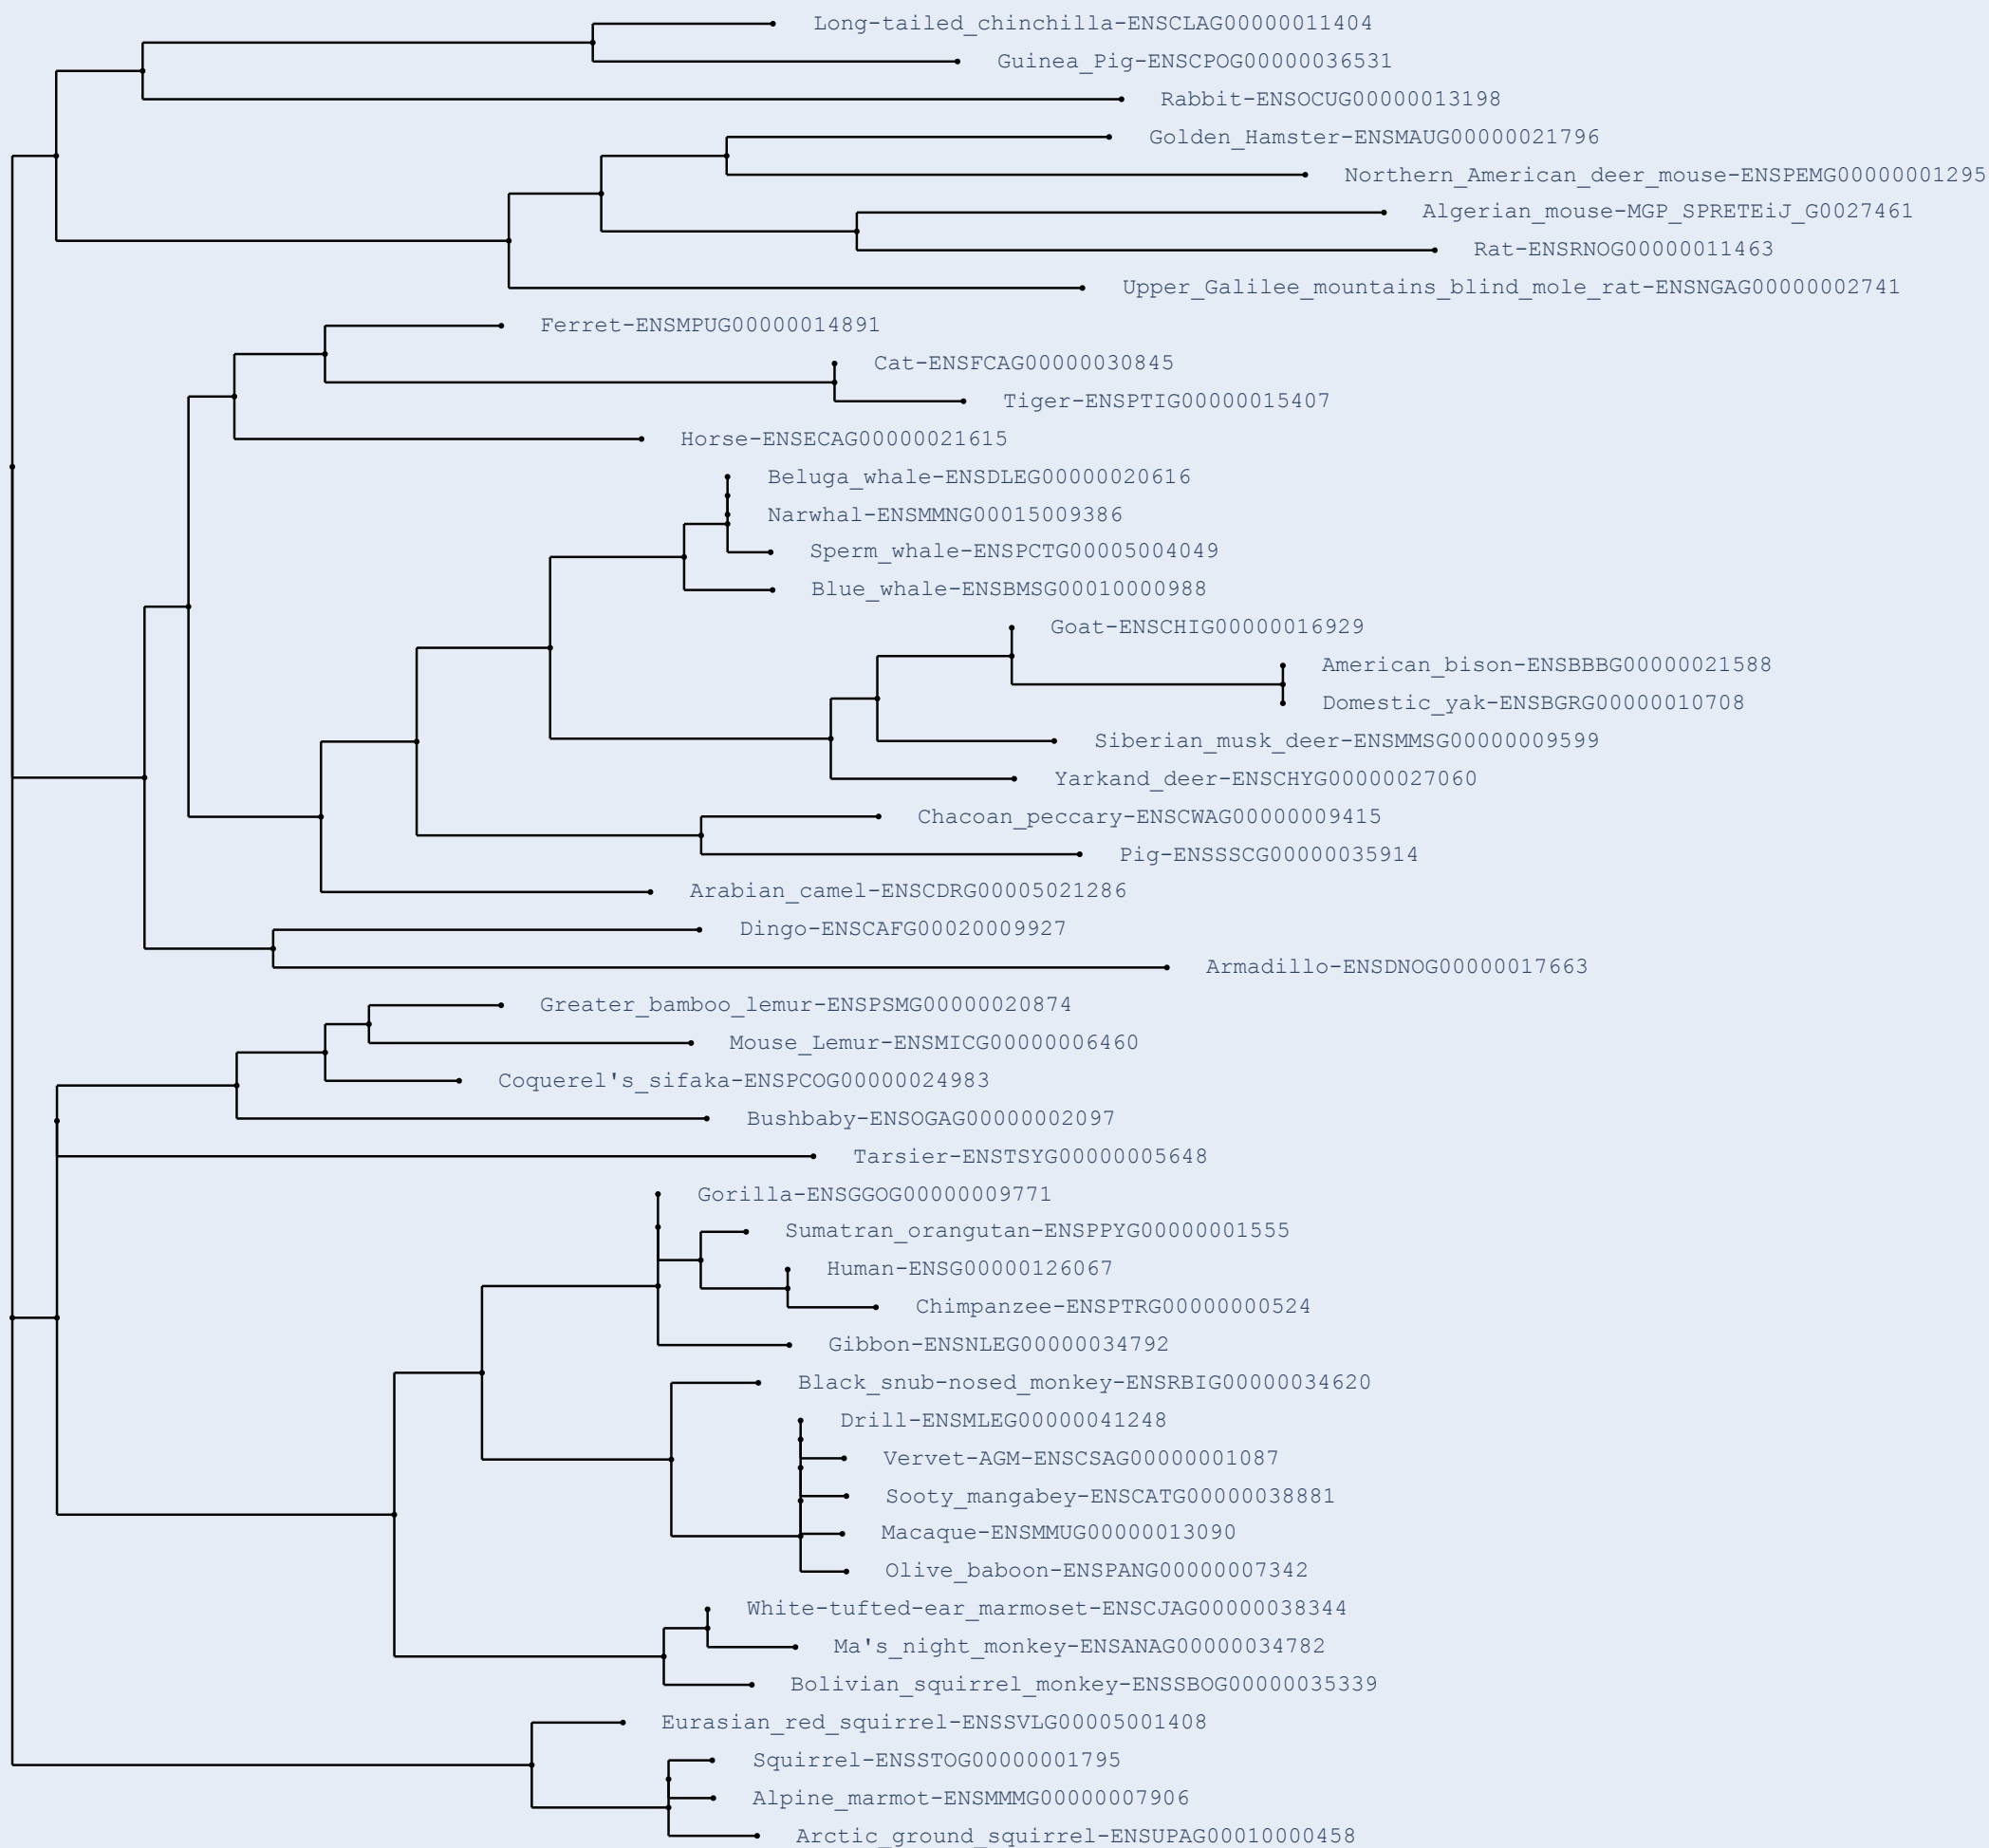 Long-tailed_chinchilla-ENSCLAG00000011404
Guinea_Pig-ENSCPOG00000036531
Rabbit-ENSOCUG00000013198
Golden_Hamster-ENSMAUG00000021796
Northern_American_deer_mouse-ENSPEMG00000001295
Algerian_mouse-MGP_SPRETEiJ_G0027461
Rat-ENSRNOG00000011463
Upper_Galilee_mountains_blind_mole_rat-ENSNGAG00000002741
Ferret-ENSMPUG00000014891
Cat-ENSFCAG00000030845
Tiger-ENSPTIG00000015407
Horse-ENSECAG00000021615
Beluga_whale-ENSDLEG00000020616
Narwhal-ENSMMNG00015009386
Sperm_whale-ENSPCTG00005004049
Blue_whale-ENSBMSG00010000988
Goat-ENSCHIG00000016929
American_bison-ENSBBBG00000021588
Domestic_yak-ENSBGRG00000010708
Siberian_musk_deer-ENSMMSG00000009599
Yarkand_deer-ENSCHYG00000027060
Chacoan_peccary-ENSCWAG00000009415
Pig-ENSSSCG00000035914
Arabian_camel-ENSCDRG00005021286
Dingo-ENSCAFG00020009927
Armadillo-ENSDNOG00000017663
Greater_bamboo_lemur-ENSPSMG00000020874
Mouse_Lemur-ENSMICG00000006460
Coquerel's_sifaka-ENSPCOG00000024983
Bushbaby-ENSOGAG00000002097
Tarsier-ENSTSYG00000005648
Gorilla-ENSGGOG00000009771
Sumatran_orangutan-ENSPPYG00000001555
Human-ENSG00000126067
Chimpanzee-ENSPTRG00000000524
Gibbon-ENSNLEG00000034792
Black_snub-nosed_monkey-ENSRBIG00000034620
Drill-ENSMLEG00000041248
Vervet-AGM-ENSCSAG00000001087
Sooty_mangabey-ENSCATG00000038881
Macaque-ENSMMUG00000013090
Olive_baboon-ENSPANG00000007342
White-tufted-ear_marmoset-ENSCJAG00000038344
Ma's_night_monkey-ENSANAG00000034782
Bolivian_squirrel_monkey-ENSSBOG00000035339
Eurasian_red_squirrel-ENSSVLG00005001408
Squirrel-ENSSTOG00000001795
Alpine_marmot-ENSMMMG00000007906
Arctic_ground_squirrel-ENSUPAG00010000458